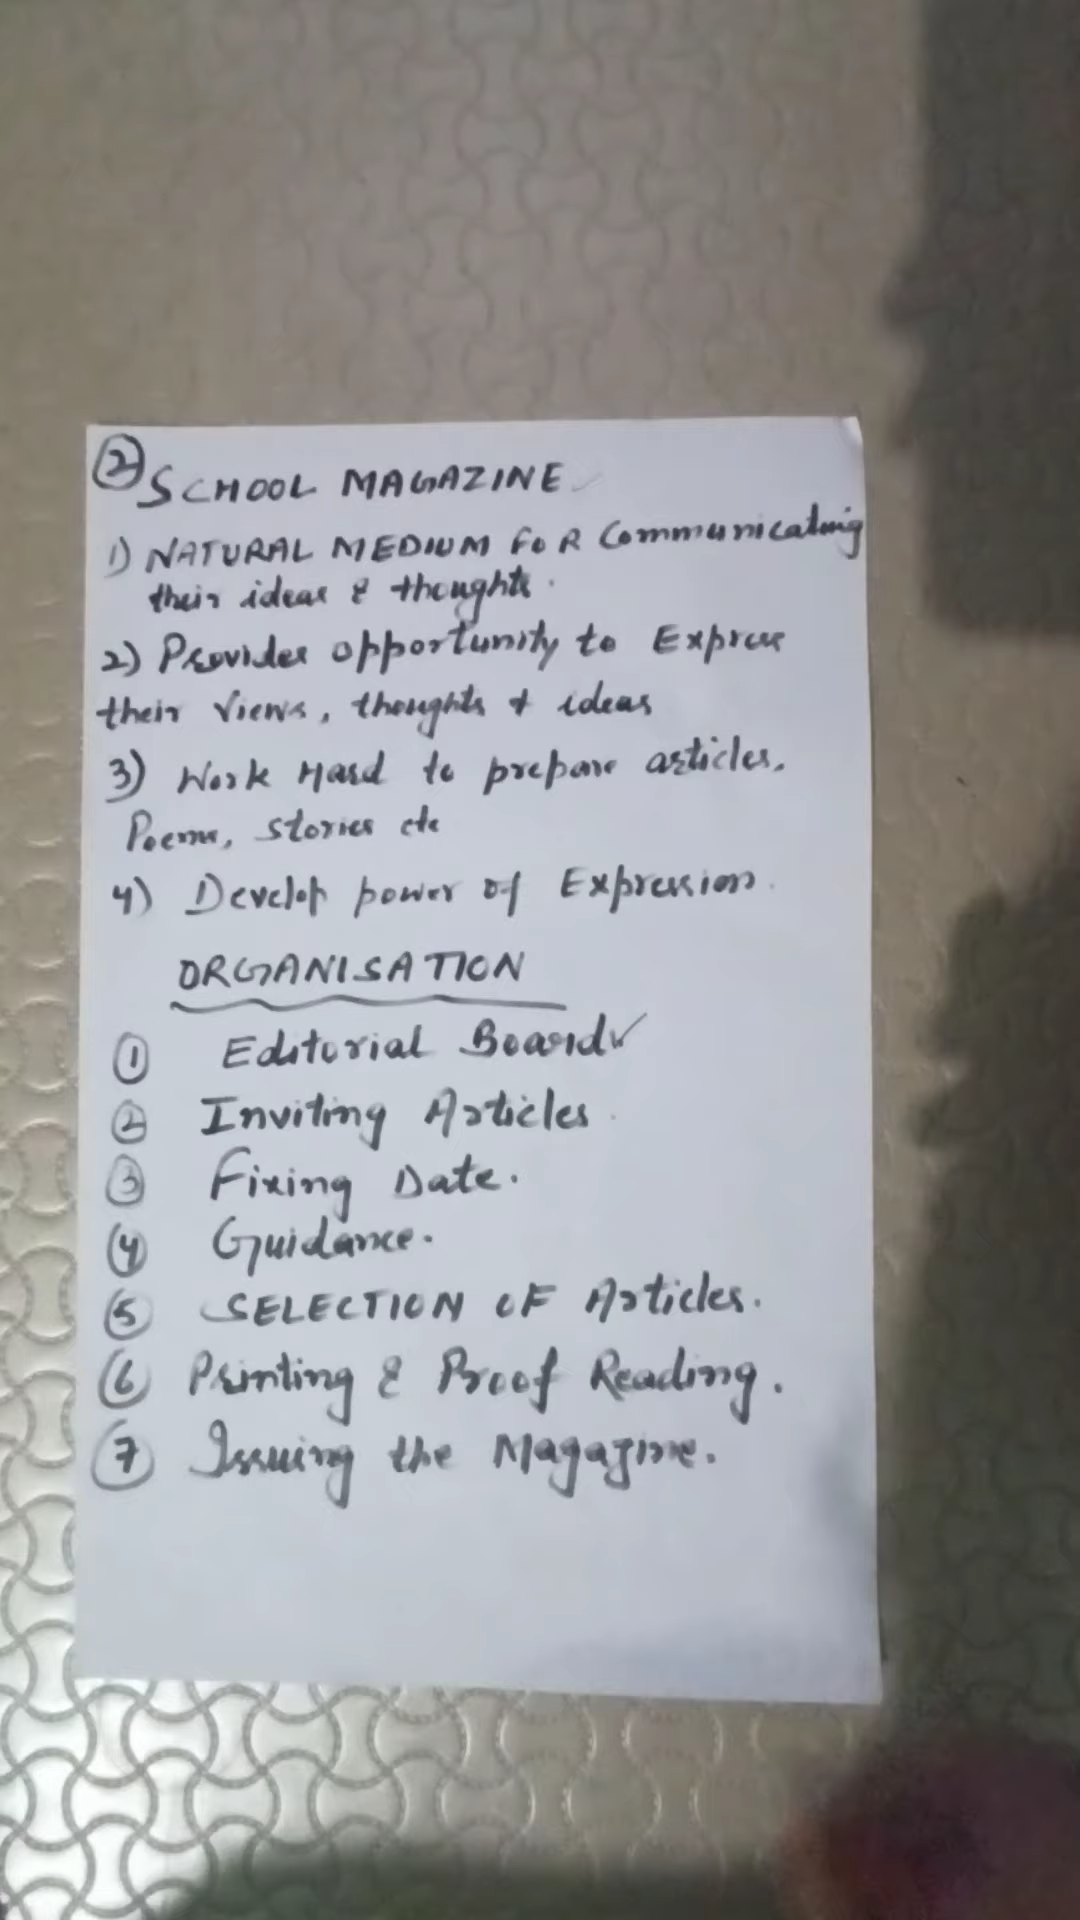 ② SCHOOL MAGAZINE
1) NATURAL MEDIUM FOR Communicating
their ideas & thoughts.
2) Provides opportunity to Express
their views, thoughts & ideas
3) Work Hard to prepare articles,
Poems, stories etc
4) Develop power of Expression.
ORGANISATION
① Editorial Board ✓
② Inviting Articles.
③ Fixing Date.
④ Guidance.
⑤ SELECTION OF Articles.
⑥ Printing & Proof Reading.
⑦ Issuing the Magazine.